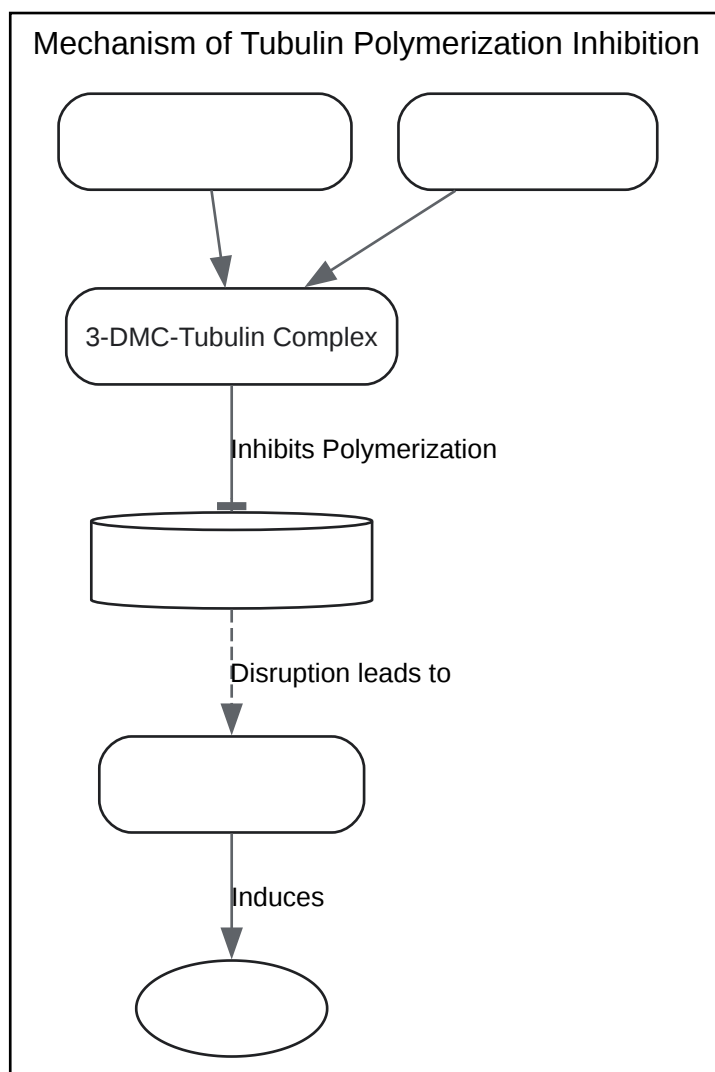 Mechanism of Tubulin Polymerization Inhibition
3-DMC-Tubulin Complex
Inhibits Polymerization
Disruption leads to
Induces